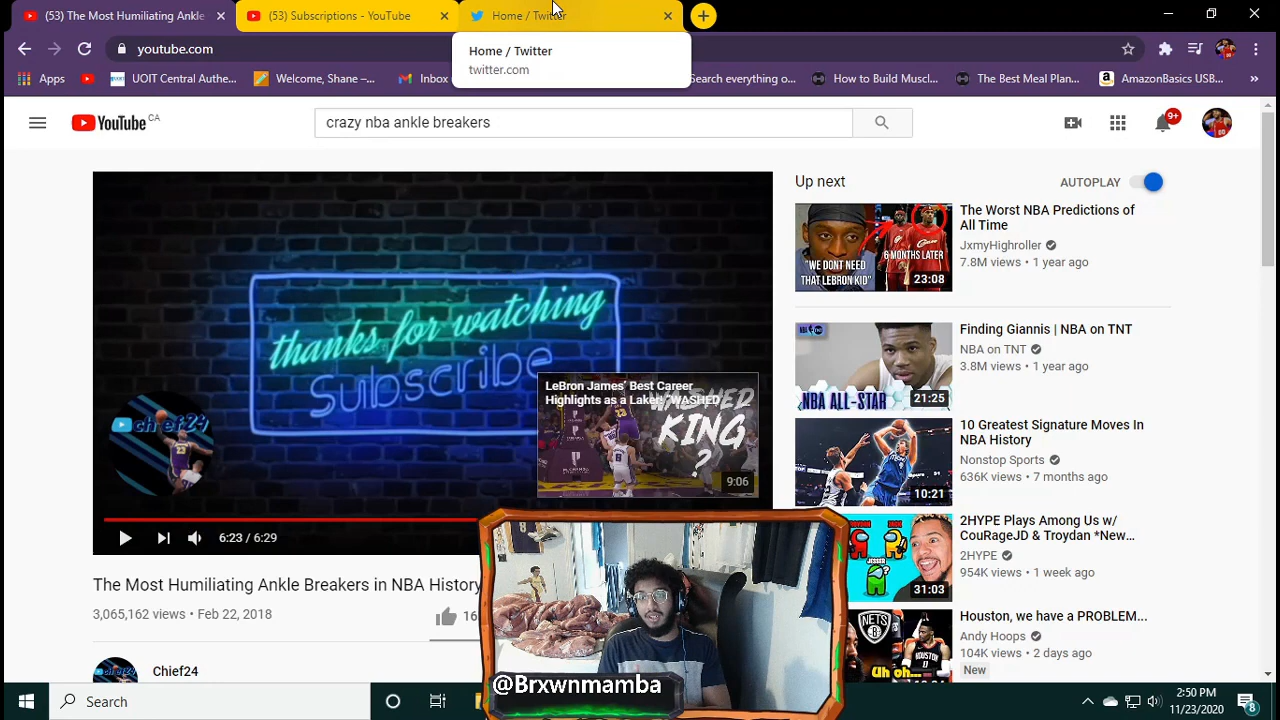 (53) The Most Humiliating Ankle
(53) Subscriptions - YouTube
Home / Twitter
Home / Twitter
twitter.com
youtube.com
Apps
UOIT Central Authe...
Welcome, Shane –...
Inbox
Search everything o...
How to Build Muscl...
The Best Meal Plan...
AmazonBasics USB...
YouTube CA
crazy nba ankle breakers
9+
Up next
AUTOPLAY
thanks for watching
Subscribe
chief24
23
LeBron James' Best Career
Highlights as a Laker! "WASHED
WASHED
KING
?
9:06
6:23 / 6:29
The Most Humiliating Ankle Breakers in NBA History
3,065,162 views • Feb 22, 2018
16
Chief24
@Brxwnmamba
"WE DONT NEED
THAT LEBRON KID"
6 MONTHS LATER
23:08
The Worst NBA Predictions of
All Time
JxmyHighroller
7.8M views • 1 year ago
NBA ALL-STAR
21:25
Finding Giannis | NBA on TNT
NBA on TNT
3.8M views • 1 year ago
10:21
10 Greatest Signature Moves In
NBA History
Nonstop Sports
636K views • 7 months ago
JESSER
31:03
2HYPE Plays Among Us w/
CouRageJD & Troydan *New...
2HYPE
954K views • 1 week ago
NETS
Uh oh
Houston, we have a PROBLEM...
Andy Hoops
104K views • 2 days ago
New
Search
2:50 PM
11/23/2020
8